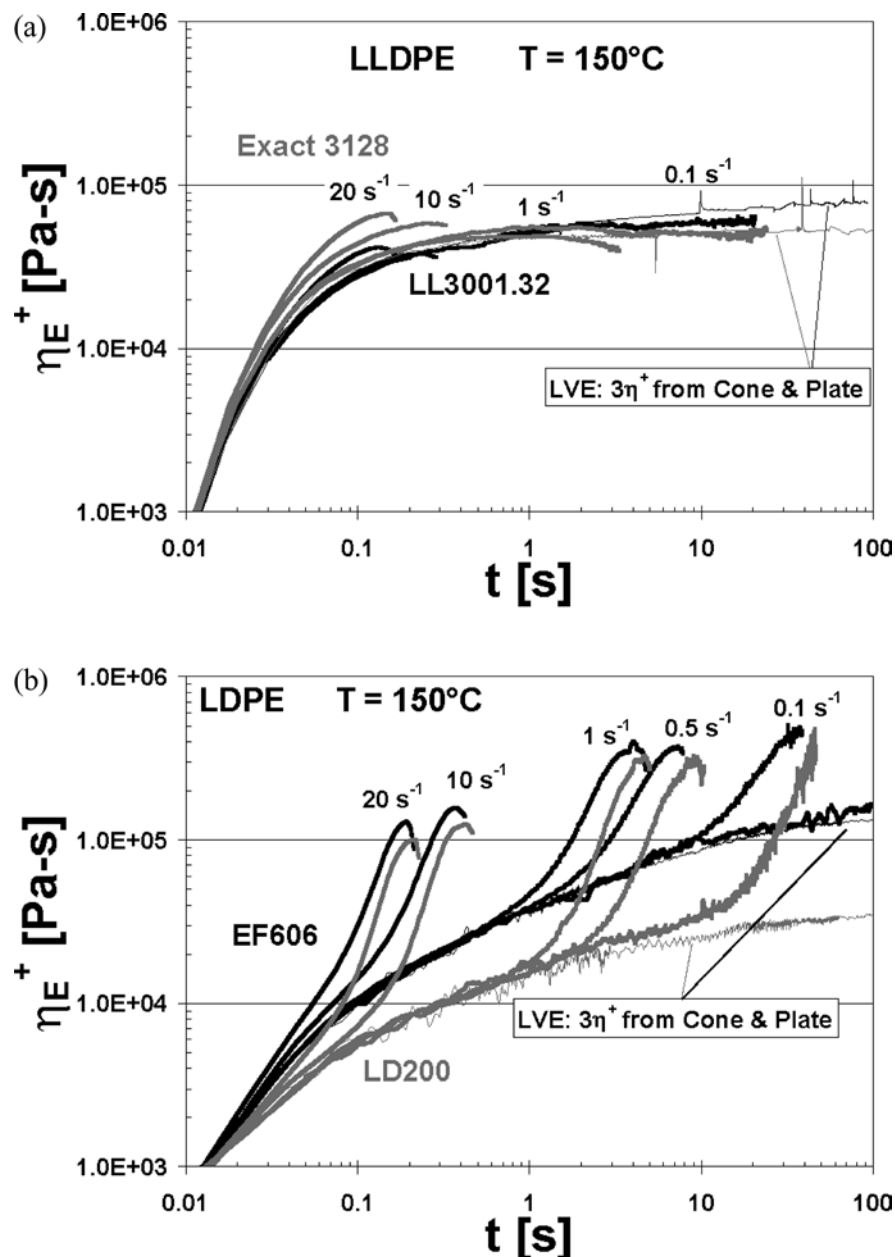 (a)
1.0E+06
LLDPE T = 150°C
Exact 3128
20 s⁻¹ 10 s⁻¹ 1 s⁻¹ 0.1 s⁻¹
1.0E+05
LL3001.32
ηE⁺ [Pa-s]
1.0E+04
LVE: 3η⁺ from Cone & Plate
1.0E+03
0.01 0.1 1 10 100
t [s]
(b)
1.0E+06
LDPE T = 150°C
20 s⁻¹ 10 s⁻¹ 1 s⁻¹ 0.5 s⁻¹ 0.1 s⁻¹
1.0E+05
ηE⁺ [Pa-s]
EF606
1.0E+04
LVE: 3η⁺ from Cone & Plate
LD200
1.0E+03
0.01 0.1 1 10 100
t [s]